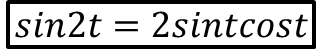 sin2t = 2sintcost